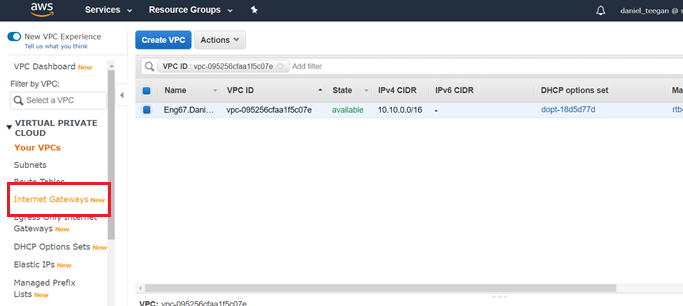 aws
Services
Resource Groups
daniel_teegan @
New VPC Experience
Tell us what you think
VPC Dashboard New
Filter by VPC:
Select a VPC
VIRTUAL PRIVATE
CLOUD
Your VPCs
Subnets
Route Tables
Internet Gateways New
Egress Only Internet
Gateways New
DHCP Options Sets New
Elastic IPs New
Managed Prefix
Lists New
Create VPC
Actions
VPC ID : vpc-095256cfaa1f5c07e
Add filter
Name VPC ID State IPv4 CIDR IPv6 CIDR DHCP options set Ma
Eng67.Dani... vpc-095256cfaa1f5c07e available 10.10.0.0/16 - dopt-18d5d77d rtb-
VPC: vpc-095256cfaa1f5c07e